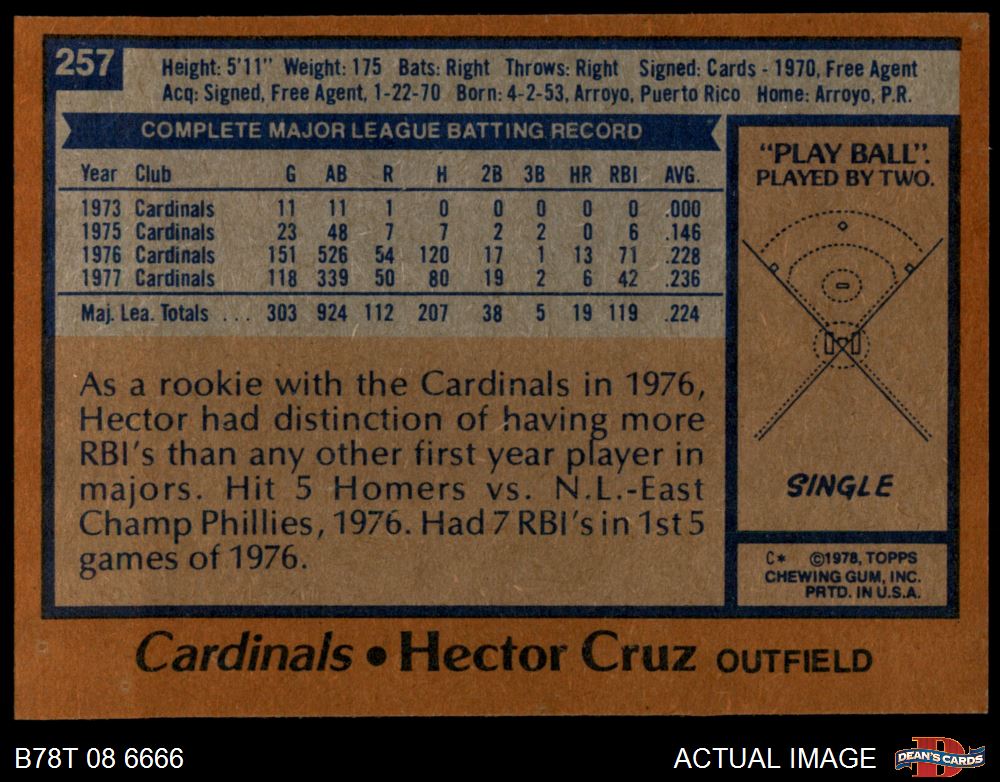 257
Height: 5'11" Weight: 175 Bats: Right Throws: Right Signed: Cards - 1970, Free Agent
Acq: Signed, Free Agent, 1-22-70 Born: 4-2-53, Arroyo, Puerto Rico Home: Arroyo, P.R.
COMPLETE MAJOR LEAGUE BATTING RECORD
Year Club G AB R H 2B 3B HR RBI AVG.
1973 Cardinals 11 11 1 0 0 0 0 0 .000
1975 Cardinals 23 48 7 7 2 2 0 6 .146
1976 Cardinals 151 526 54 120 17 1 13 71 .228
1977 Cardinals 118 339 50 80 19 2 6 42 .236
Maj. Lea. Totals ... 303 924 112 207 38 5 19 119 .224
As a rookie with the Cardinals in 1976,
Hector had distinction of having more
RBI's than any other first year player in
majors. Hit 5 Homers vs. N.L.-East
Champ Phillies, 1976. Had 7 RBI's in 1st 5
games of 1976.
"PLAY BALL".
PLAYED BY TWO.
SINGLE
C* ©1978, TOPPS
CHEWING GUM, INC.
PRTD. IN U.S.A.
Cardinals • Hector Cruz OUTFIELD
B78T 08 6666
ACTUAL IMAGE
D
DEAN'S CARDS